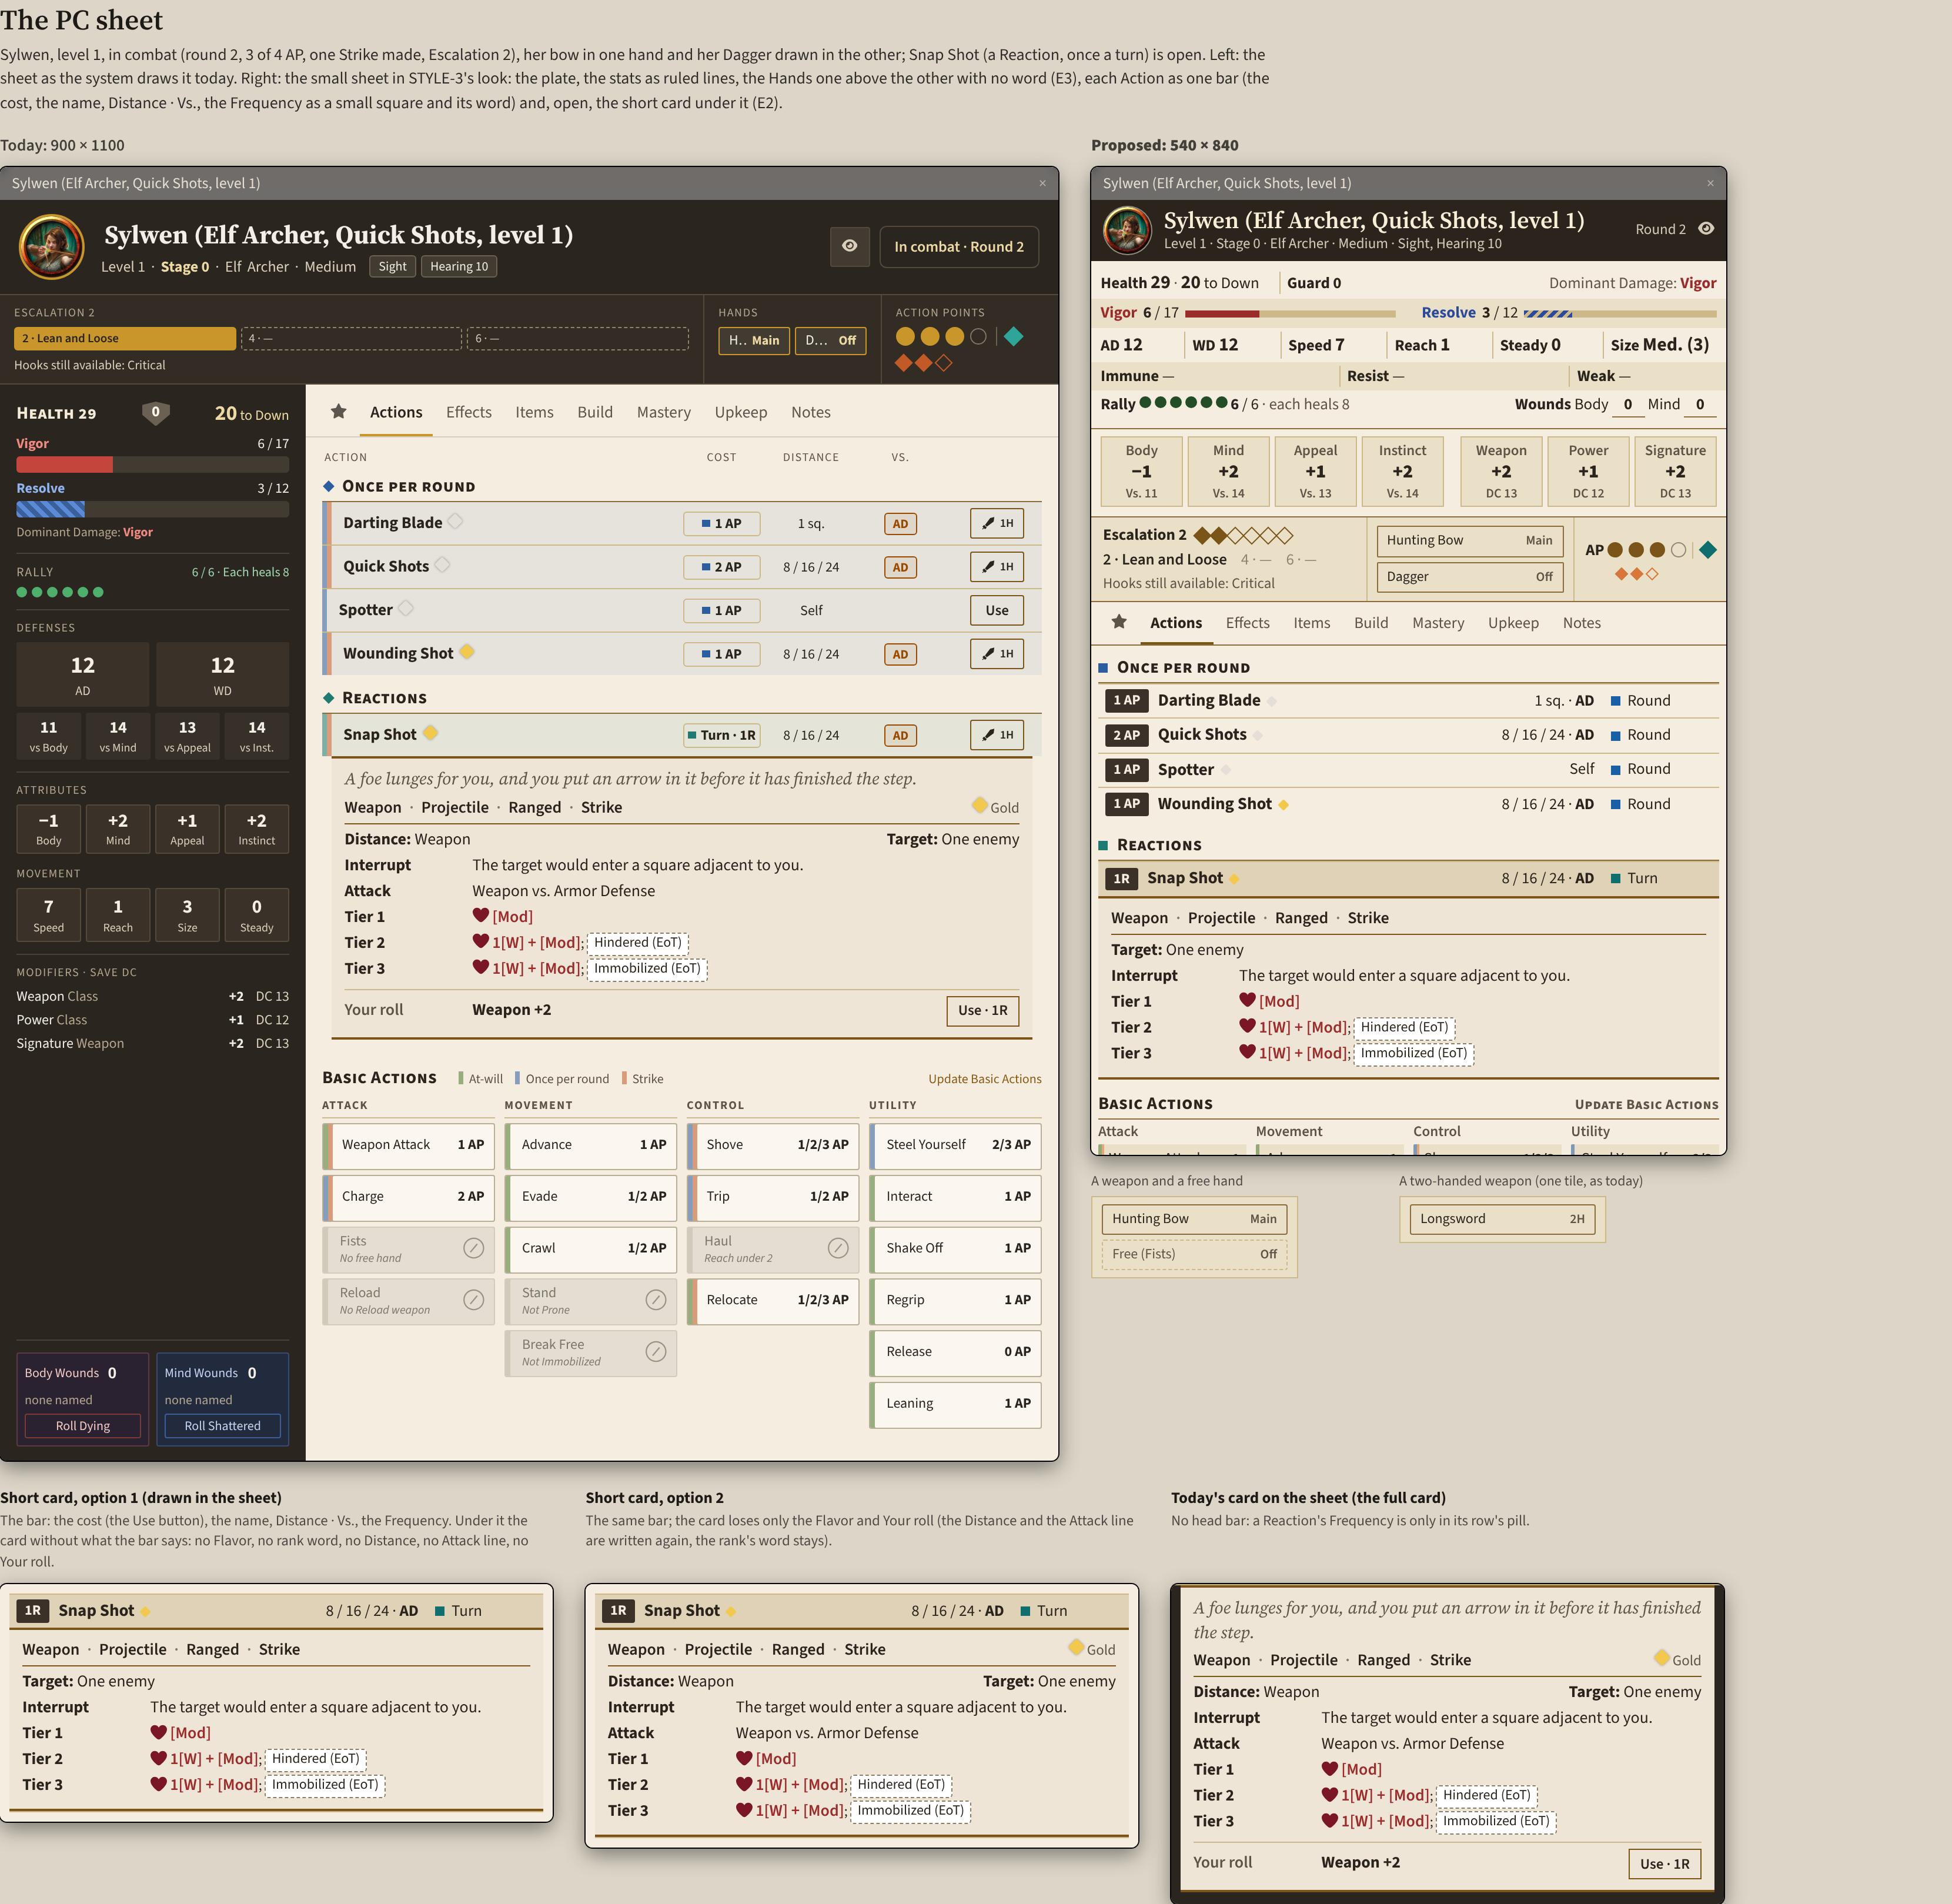 The PC sheet
Sylwen, level 1, in combat (round 2, 3 of 4 AP, one Strike made, Escalation 2), her bow in one hand and her Dagger drawn in the other; Snap Shot (a Reaction, once a turn) is open. Left: the
sheet as the system draws it today. Right: the small sheet in STYLE-3's look: the plate, the stats as ruled lines, the Hands one above the other with no word (E3), each Action as one bar (the
cost, the name, Distance · Vs., the Frequency as a small square and its word) and, open, the short card under it (E2).
Today: 900 × 1100
Sylwen (Elf Archer, Quick Shots, level 1) ×
Sylwen (Elf Archer, Quick Shots, level 1)
Level 1 · Stage 0 · Elf Archer · Medium Sight Hearing 10
In combat · Round 2
ESCALATION 2
2 · Lean and Loose 4 · — 6 · —
Hooks still available: Critical
HANDS
H.. Main D... Off
ACTION POINTS
HEALTH 29 0 20 to Down
Vigor 6 / 17
Resolve 3 / 12
Dominant Damage: Vigor
RALLY 6 / 6 · Each heals 8
DEFENSES
12 12
AD WD
11 14 13 14
vs Body vs Mind vs Appeal vs Inst.
ATTRIBUTES
−1 +2 +1 +2
Body Mind Appeal Instinct
MOVEMENT
7 1 3 0
Speed Reach Size Steady
MODIFIERS · SAVE DC
Weapon Class +2 DC 13
Power Class +1 DC 12
Signature Weapon +2 DC 13
Body Wounds 0
none named
Roll Dying
Mind Wounds 0
none named
Roll Shattered
Actions Effects Items Build Mastery Upkeep Notes
ACTION COST DISTANCE VS.
ONCE PER ROUND
Darting Blade 1 AP 1 sq. AD 1H
Quick Shots 2 AP 8 / 16 / 24 AD 1H
Spotter 1 AP Self Use
Wounding Shot 1 AP 8 / 16 / 24 AD 1H
REACTIONS
Snap Shot Turn · 1R 8 / 16 / 24 AD 1H
A foe lunges for you, and you put an arrow in it before it has finished the step.
Weapon · Projectile · Ranged · Strike Gold
Distance: Weapon Target: One enemy
Interrupt The target would enter a square adjacent to you.
Attack Weapon vs. Armor Defense
Tier 1 [Mod]
Tier 2 1[W] + [Mod]; Hindered (EoT)
Tier 3 1[W] + [Mod]; Immobilized (EoT)
Your roll Weapon +2 Use · 1R
BASIC ACTIONS At-will Once per round Strike Update Basic Actions
ATTACK MOVEMENT CONTROL UTILITY
Weapon Attack 1 AP Advance 1 AP Shove 1/2/3 AP Steel Yourself 2/3 AP
Charge 2 AP Evade 1/2 AP Trip 1/2 AP Interact 1 AP
Fists Crawl 1/2 AP Haul Shake Off 1 AP
No free hand Reach under 2
Reload Stand Relocate 1/2/3 AP Regrip 1 AP
No Reload weapon Not Prone
Break Free Release 0 AP
Not Immobilized
Leaning 1 AP
Proposed: 540 × 840
Sylwen (Elf Archer, Quick Shots, level 1) ×
Sylwen (Elf Archer, Quick Shots, level 1)
Level 1 · Stage 0 · Elf Archer · Medium · Sight, Hearing 10
Round 2
Health 29 · 20 to Down Guard 0 Dominant Damage: Vigor
Vigor 6 / 17 Resolve 3 / 12
AD 12 WD 12 Speed 7 Reach 1 Steady 0 Size Med. (3)
Immune — Resist — Weak —
Rally 6 / 6 · each heals 8 Wounds Body 0 Mind 0
Body Mind Appeal Instinct Weapon Power Signature
−1 +2 +1 +2 +2 +1 +2
Vs. 11 Vs. 14 Vs. 13 Vs. 14 DC 13 DC 12 DC 13
Escalation 2
2 · Lean and Loose 4 · — 6 · —
Hooks still available: Critical
Hunting Bow Main
Dagger Off
AP
Actions Effects Items Build Mastery Upkeep Notes
ONCE PER ROUND
1 AP Darting Blade 1 sq. · AD Round
2 AP Quick Shots 8 / 16 / 24 · AD Round
1 AP Spotter Self Round
1 AP Wounding Shot 8 / 16 / 24 · AD Round
REACTIONS
1R Snap Shot 8 / 16 / 24 · AD Turn
Weapon · Projectile · Ranged · Strike
Target: One enemy
Interrupt The target would enter a square adjacent to you.
Tier 1 [Mod]
Tier 2 1[W] + [Mod]; Hindered (EoT)
Tier 3 1[W] + [Mod]; Immobilized (EoT)
BASIC ACTIONS UPDATE BASIC ACTIONS
Attack Movement Control Utility
A weapon and a free hand
Hunting Bow Main
Free (Fists) Off
A two-handed weapon (one tile, as today)
Longsword 2H
Short card, option 1 (drawn in the sheet)
The bar: the cost (the Use button), the name, Distance · Vs., the Frequency. Under it the
card without what the bar says: no Flavor, no rank word, no Distance, no Attack line, no
Your roll.
1R Snap Shot 8 / 16 / 24 · AD Turn
Weapon · Projectile · Ranged · Strike
Target: One enemy
Interrupt The target would enter a square adjacent to you.
Tier 1 [Mod]
Tier 2 1[W] + [Mod]; Hindered (EoT)
Tier 3 1[W] + [Mod]; Immobilized (EoT)
Short card, option 2
The same bar; the card loses only the Flavor and Your roll (the Distance and the Attack line
are written again, the rank's word stays).
1R Snap Shot 8 / 16 / 24 · AD Turn
Weapon · Projectile · Ranged · Strike Gold
Distance: Weapon Target: One enemy
Interrupt The target would enter a square adjacent to you.
Attack Weapon vs. Armor Defense
Tier 1 [Mod]
Tier 2 1[W] + [Mod]; Hindered (EoT)
Tier 3 1[W] + [Mod]; Immobilized (EoT)
Today's card on the sheet (the full card)
No head bar: a Reaction's Frequency is only in its row's pill.
A foe lunges for you, and you put an arrow in it before it has finished
the step.
Weapon · Projectile · Ranged · Strike Gold
Distance: Weapon Target: One enemy
Interrupt The target would enter a square adjacent to you.
Attack Weapon vs. Armor Defense
Tier 1 [Mod]
Tier 2 1[W] + [Mod]; Hindered (EoT)
Tier 3 1[W] + [Mod]; Immobilized (EoT)
Your roll Weapon +2 Use · 1R